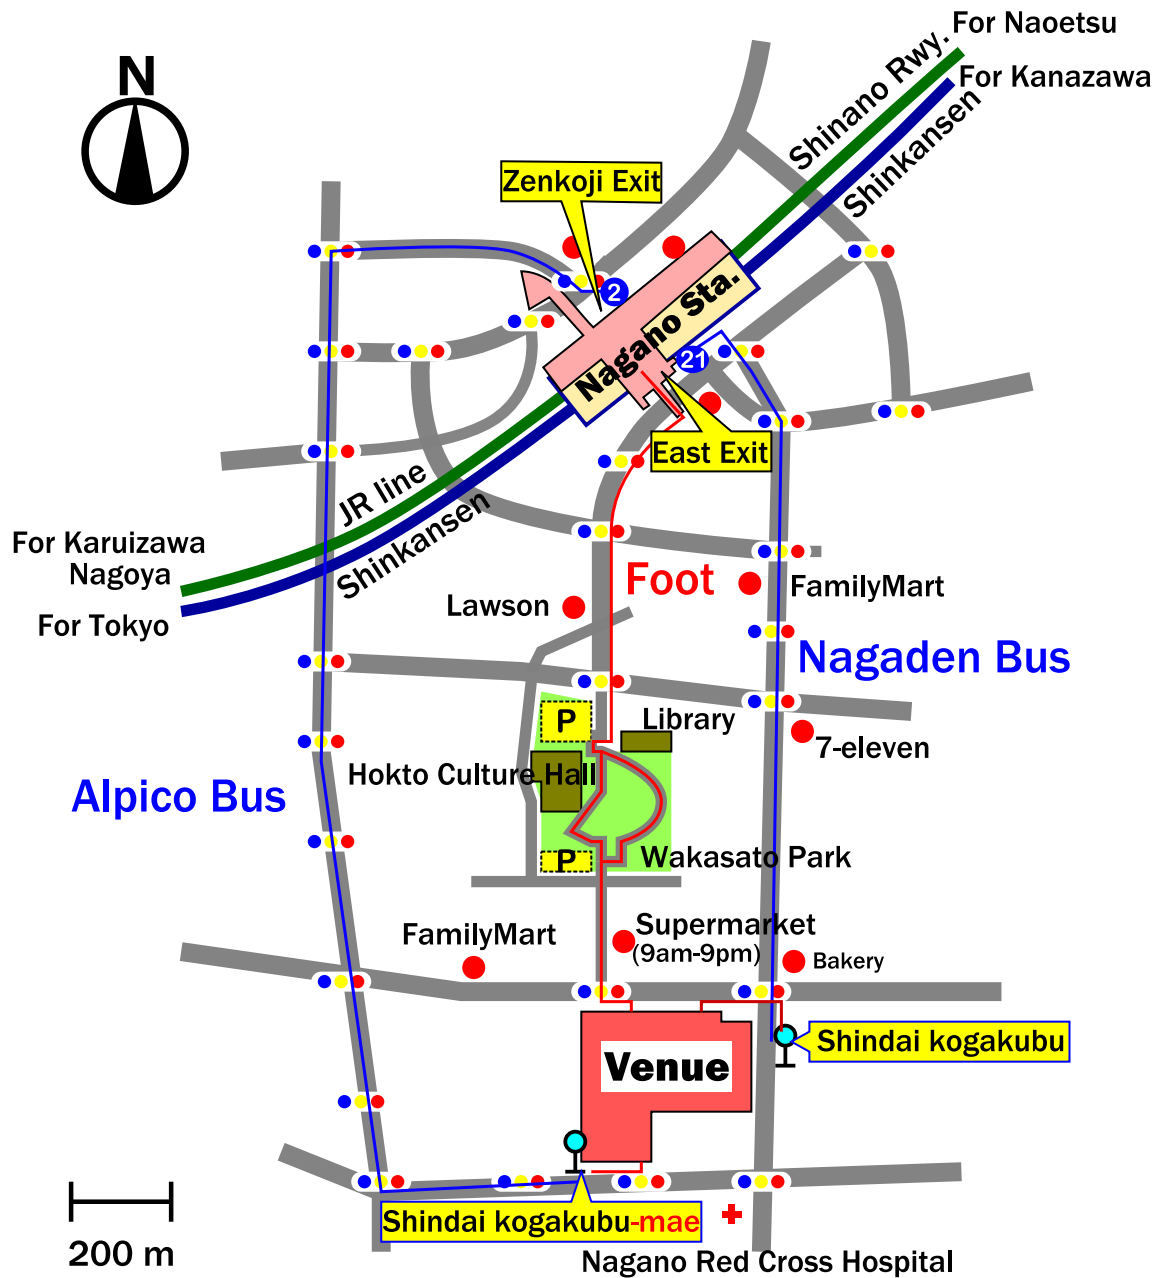 For Naoetsu
N
Shinano Rwy.
For Kanazawa
Shinkansen
Zenkoji Exit
2
Nagano Sta.
21
East Exit
JR line
Shinkansen
For Karuizawa
Nagoya
For Tokyo
Foot
FamilyMart
Lawson
Nagaden Bus
P
Library
7-eleven
Hokto Culture Hall
Alpico Bus
P
Wakasato Park
Supermarket
(9am-9pm)
FamilyMart
Bakery
Shindai kogakubu
Venue
Shindai kogakubu-mae
200 m
Nagano Red Cross Hospital